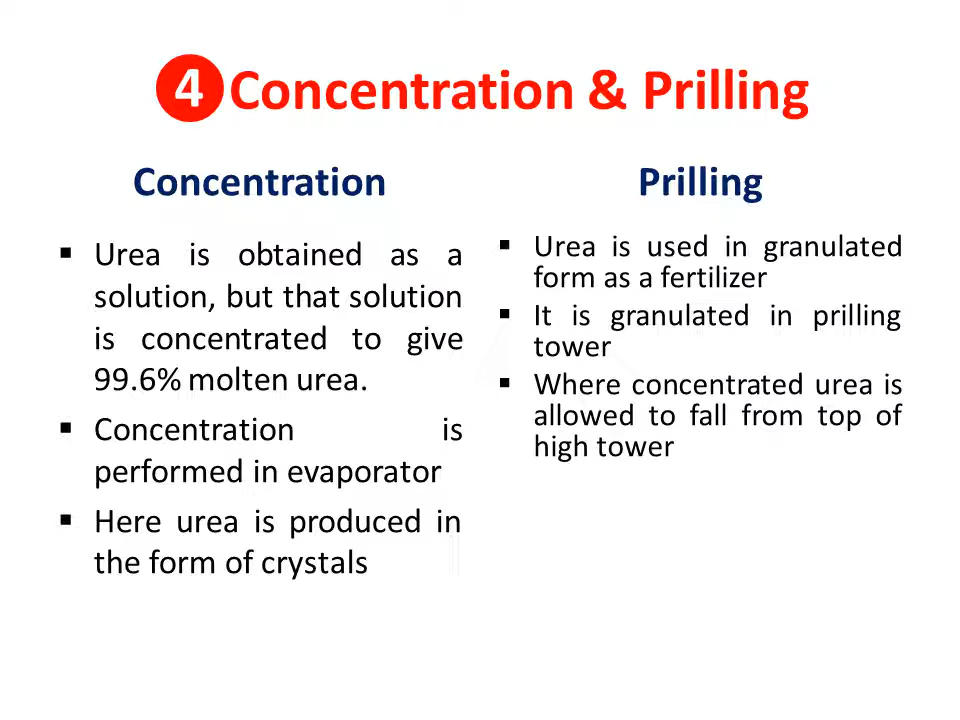 ❹Concentration & Prilling
Concentration
▪ Urea is obtained as a
solution, but that solution
is concentrated to give
99.6% molten urea.
▪ Concentration is
performed in evaporator
▪ Here urea is produced in
the form of crystals
Prilling
▪ Urea is used in granulated
form as a fertilizer
▪ It is granulated in prilling
tower
▪ Where concentrated urea is
allowed to fall from top of
high tower